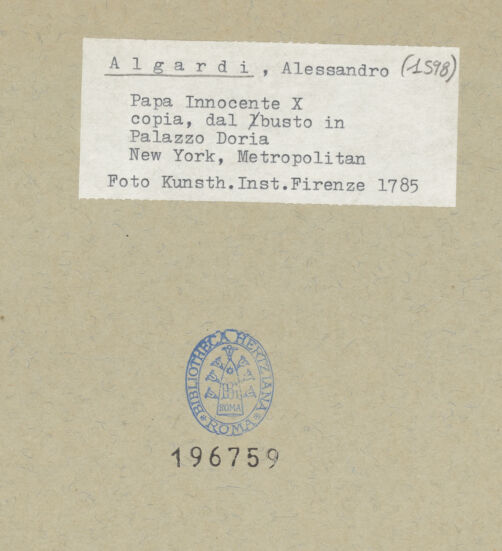 Algardi, Alessandro (1598)
Papa Innocente X
copia, dal busto in
Palazzo Doria
New York, Metropolitan
Foto Kunsth.Inst.Firenze 1785
BIBLIOTHECA HERTZIANA
ROMA
ROMA
196759